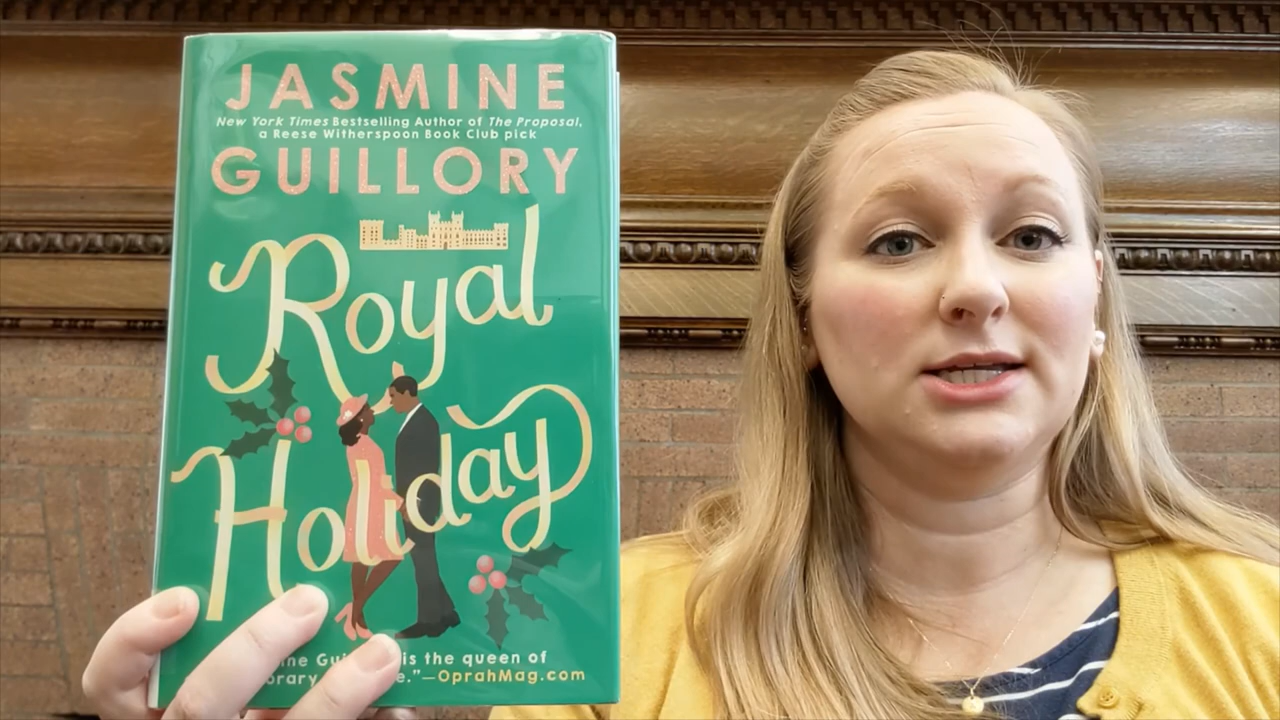 JASMINE
New York Times Bestselling Author of The Proposal,
a Reese Witherspoon Book Club pick
GUILLORY
Royal
Holiday
is the queen of
—OprahMag.com